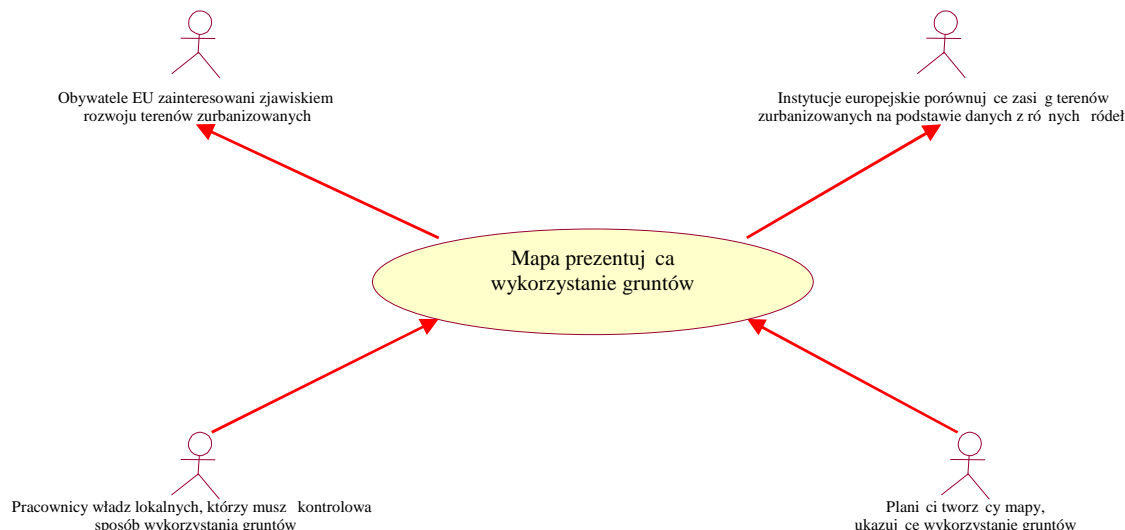 Obywatele EU zainteresowani zjawiskiem
rozwoju terenów zurbanizowanych
Instytucje europejskie porównuj ce zasi g terenów
zurbanizowanych na podstawie danych z ró nych ródeł
Mapa prezentuj ca
wykorzystanie gruntów
Pracownicy władz lokalnych, którzy musz kontrolowa
sposób wykorzystania gruntów
Plani ci tworz cy mapy,
ukazuj ce wykorzystanie gruntów